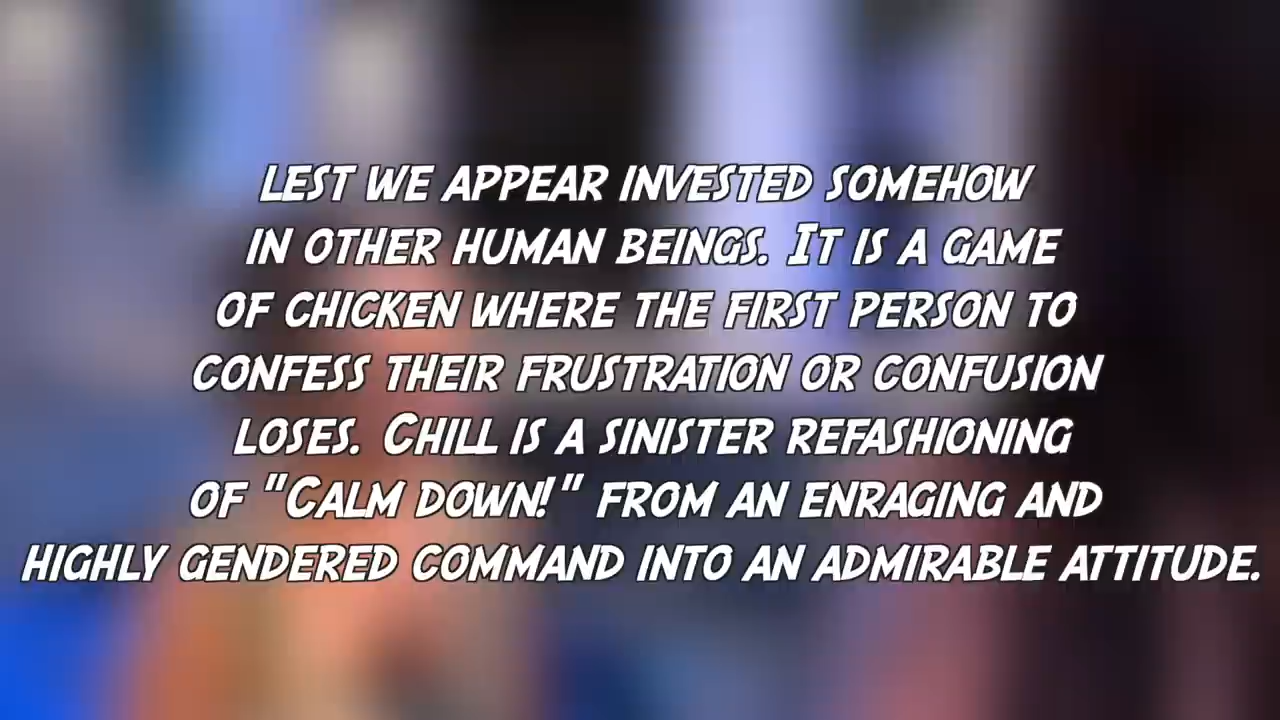 LEST WE APPEAR INVESTED SOMEHOW
IN OTHER HUMAN BEINGS. IT IS A GAME
OF CHICKEN WHERE THE FIRST PERSON TO
CONFESS THEIR FRUSTRATION OR CONFUSION
LOSES. CHILL IS A SINISTER REFASHIONING
OF "CALM DOWN!" FROM AN ENRAGING AND
HIGHLY GENDERED COMMAND INTO AN ADMIRABLE ATTITUDE.